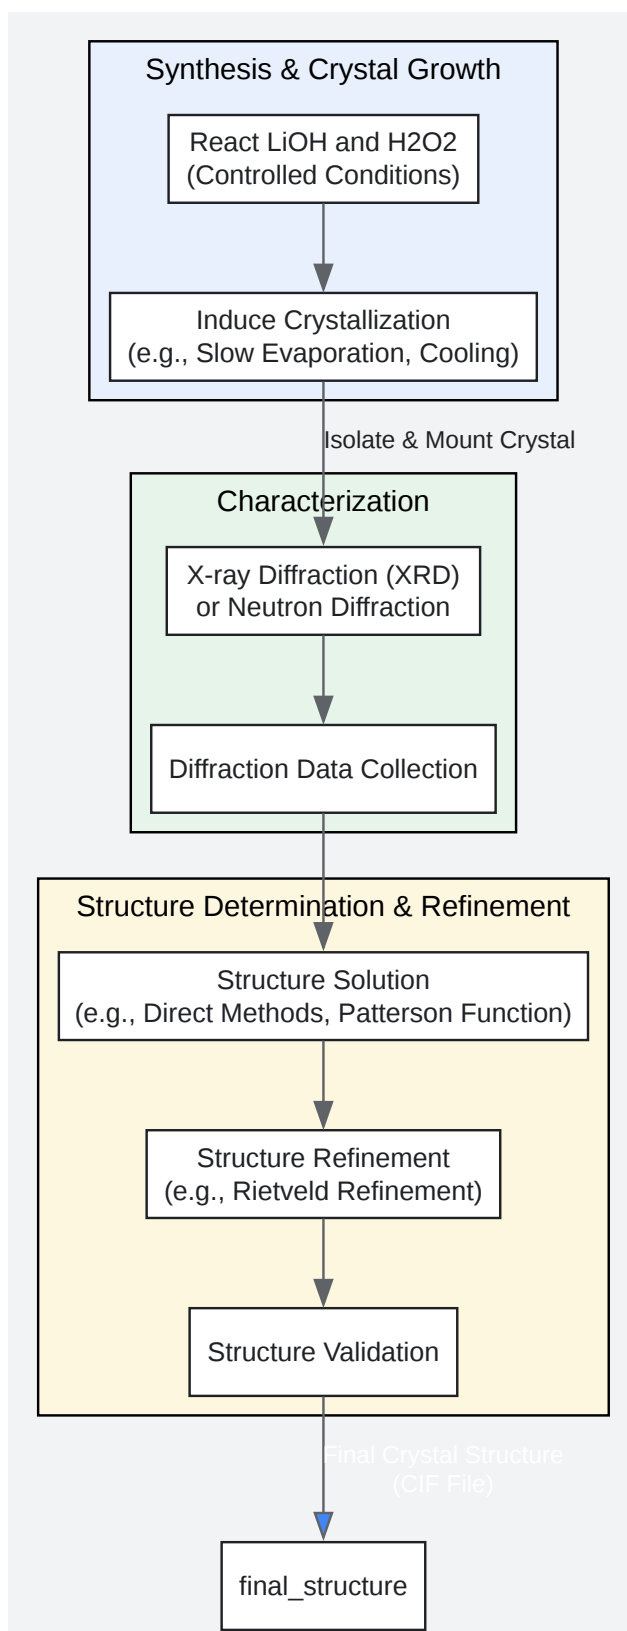 Synthesis & Crystal Growth
React LiOH and H2O2
(Controlled Conditions)
Induce Crystallization
(e.g., Slow Evaporation, Cooling)
Isolate & Mount Crystal
Characterization
X-ray Diffraction (XRD)
or Neutron Diffraction
Diffraction Data Collection
Structure Determination & Refinement
Structure Solution
(e.g., Direct Methods, Patterson Function)
Structure Refinement
(e.g., Rietveld Refinement)
Structure Validation
Final Crystal Structure
(CIF File)
final_structure